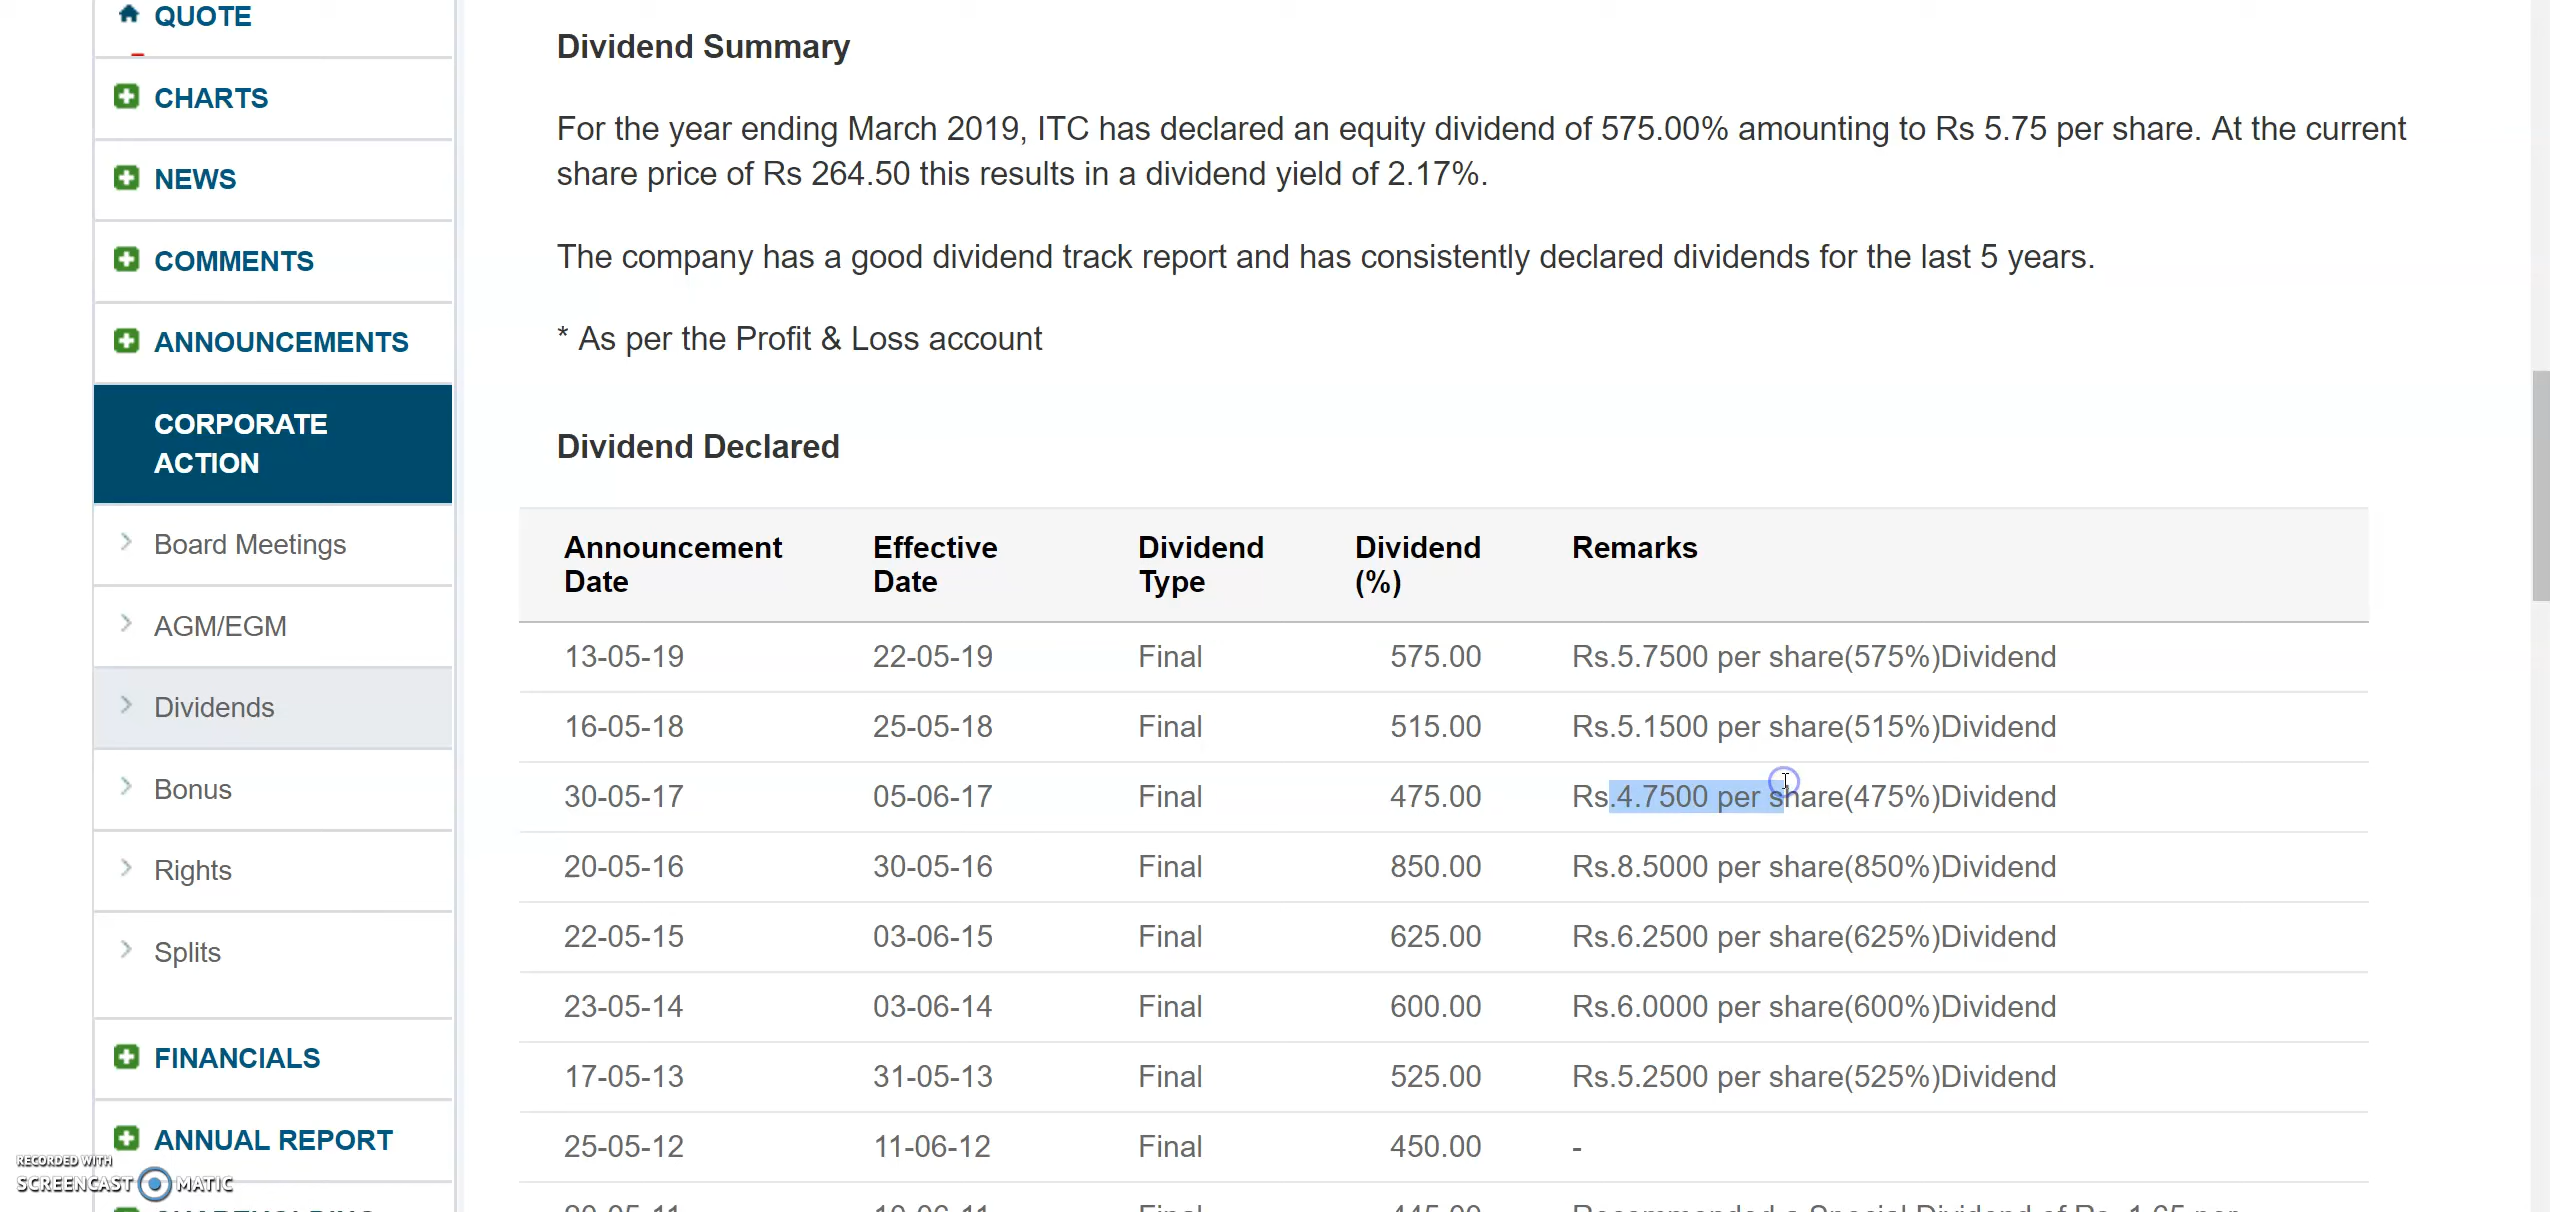 QUOTE
CHARTS
NEWS
COMMENTS
ANNOUNCEMENTS
CORPORATE
ACTION
Board Meetings
AGM/EGM
Dividends
Bonus
Rights
Splits
FINANCIALS
ANNUAL REPORT
Dividend Summary
For the year ending March 2019, ITC has declared an equity dividend of 575.00% amounting to Rs 5.75 per share. At the current
share price of Rs 264.50 this results in a dividend yield of 2.17%.
The company has a good dividend track report and has consistently declared dividends for the last 5 years.
* As per the Profit & Loss account
Dividend Declared
Announcement Date Effective Date Dividend Type Dividend (%) Remarks
13-05-19 22-05-19 Final 575.00 Rs.5.7500 per share(575%)Dividend
16-05-18 25-05-18 Final 515.00 Rs.5.1500 per share(515%)Dividend
30-05-17 05-06-17 Final 475.00 Rs.4.7500 per share(475%)Dividend
20-05-16 30-05-16 Final 850.00 Rs.8.5000 per share(850%)Dividend
22-05-15 03-06-15 Final 625.00 Rs.6.2500 per share(625%)Dividend
23-05-14 03-06-14 Final 600.00 Rs.6.0000 per share(600%)Dividend
17-05-13 31-05-13 Final 525.00 Rs.5.2500 per share(525%)Dividend
25-05-12 11-06-12 Final 450.00 -
Recommended a Special Dividend of Rs. 1.65 per
RECORDED WITH
SCREENCAST MATIC